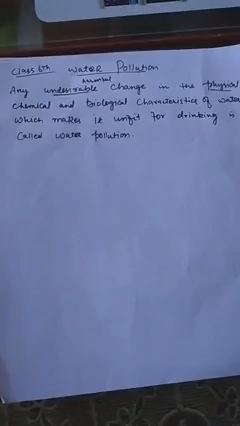 Class 6th Water Pollution
Any undesirable change in the physical
chemical and Biological characteristics of water
which makes it unfit for drinking is
Called water pollution.